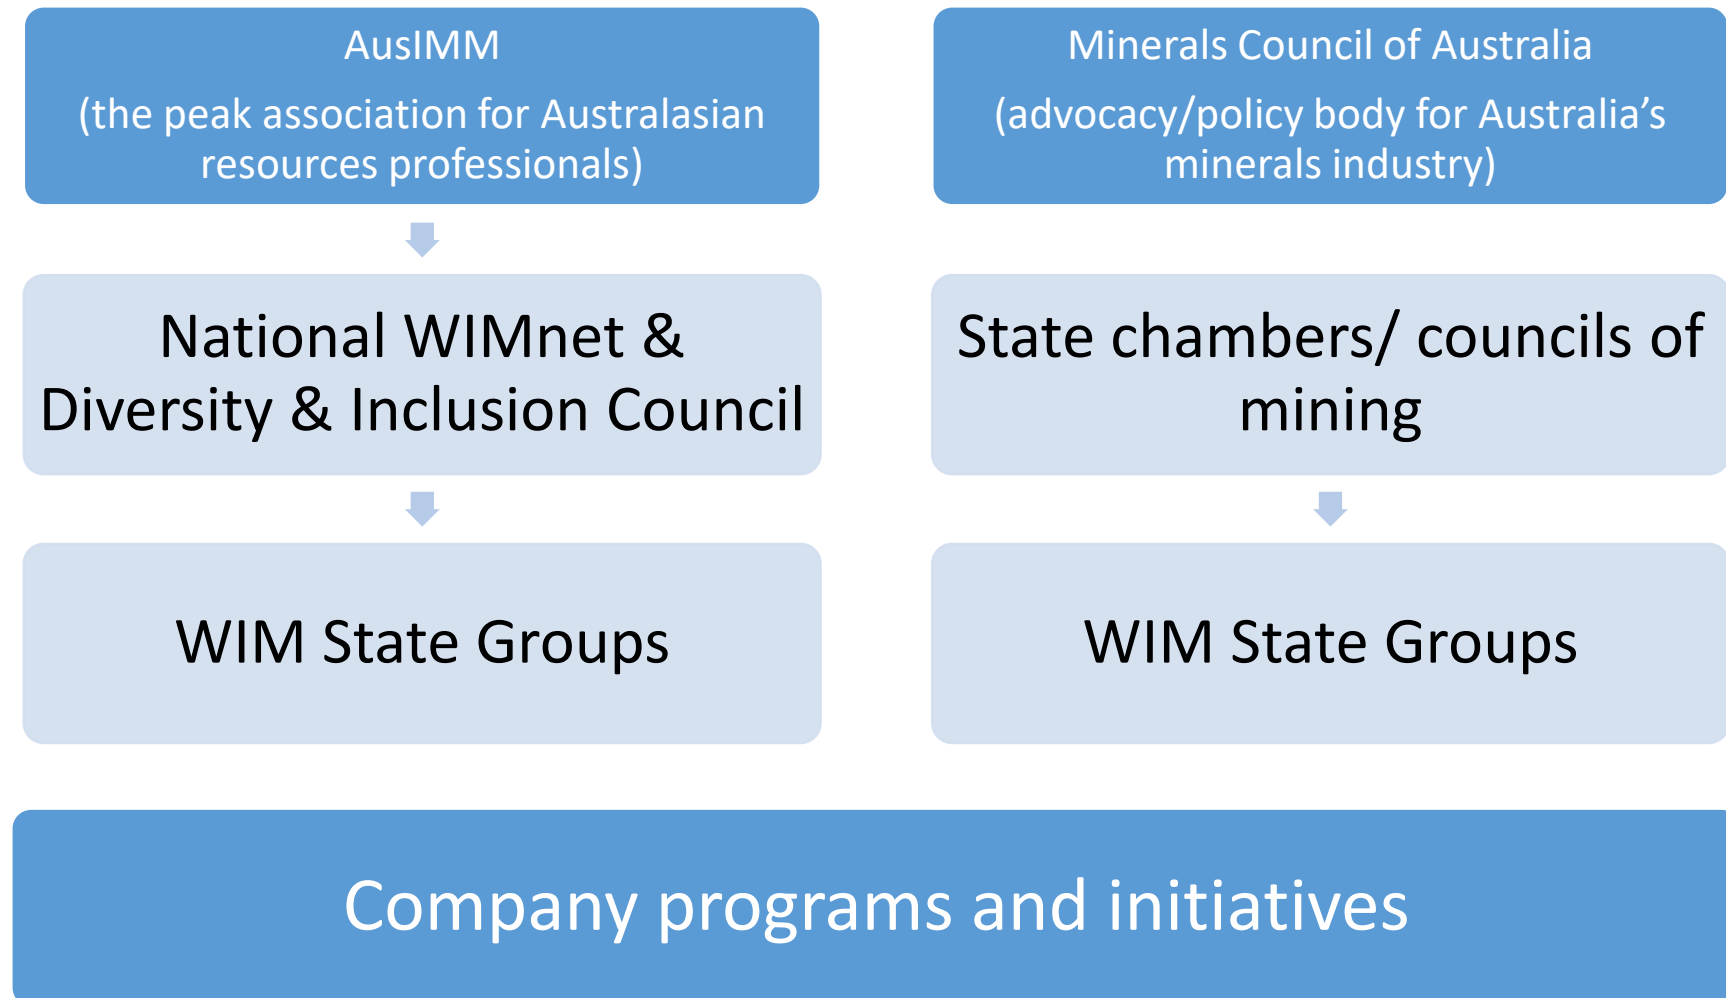 AusIMM
(the peak association for Australasian
resources professionals)
National WIMnet &
Diversity & Inclusion Council
WIM State Groups
Minerals Council of Australia
(advocacy/policy body for Australia’s
minerals industry)
State chambers/ councils of
mining
WIM State Groups
Company programs and initiatives